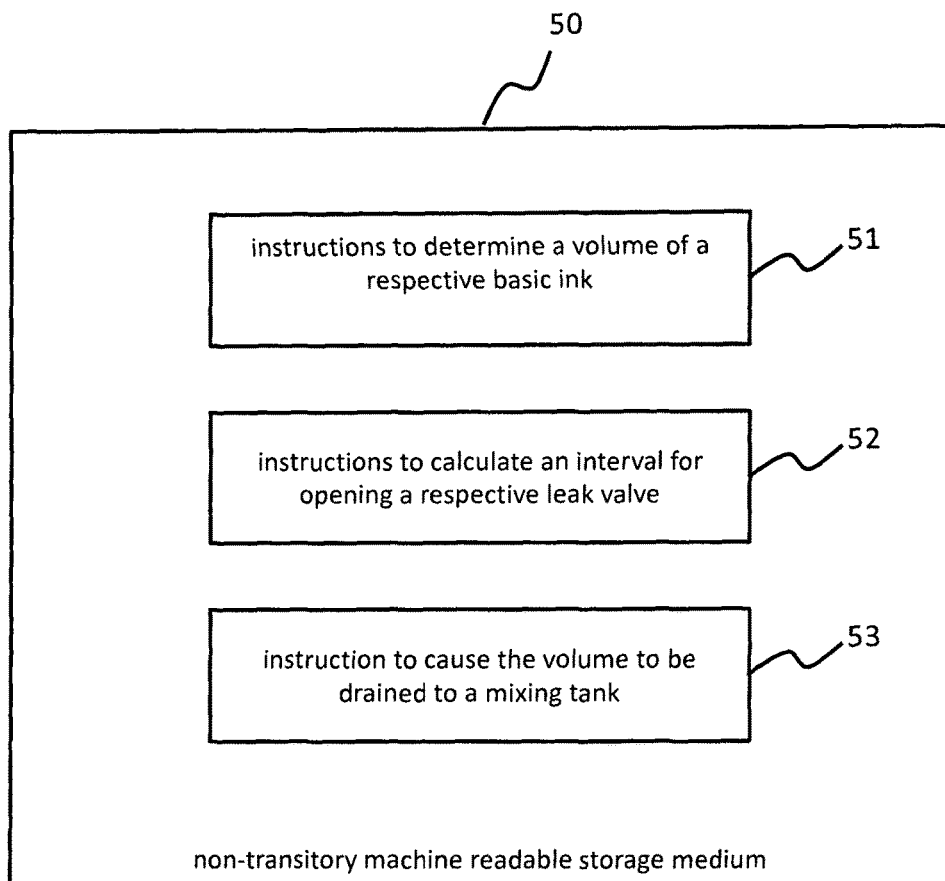 50
instructions to determine a volume of a
respective basic ink
51
instructions to calculate an interval for
opening a respective leak valve
52
instruction to cause the volume to be
drained to a mixing tank
53
non-transitory machine readable storage medium